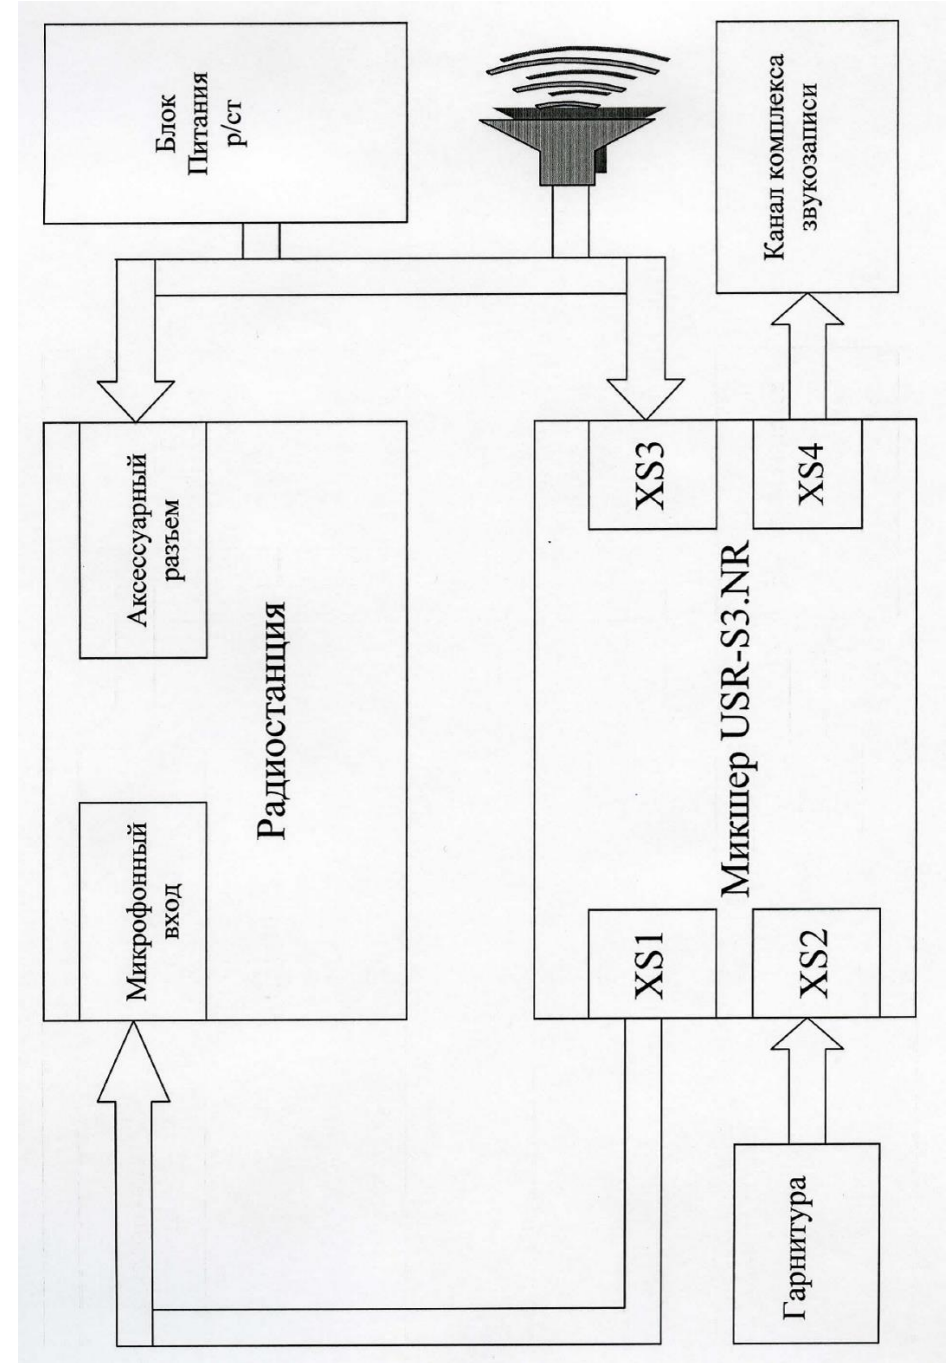 Микрофонный
вход
Аксессуарный
разъем
Радиостанция
Блок
Питания
р/ст
XS1
XS3
Микшер USR-S3.NR
XS2
XS4
Гарнитура
Канал комплекса
звукозаписи